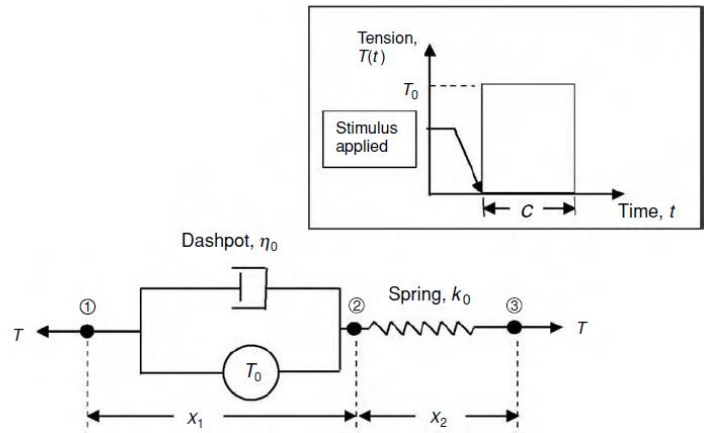 Tension,
T(t)
T₀
Stimulus
applied
C
Time, t
Dashpot, η₀
Spring, k₀
① ② ③
T T
T₀
X₁ X₂